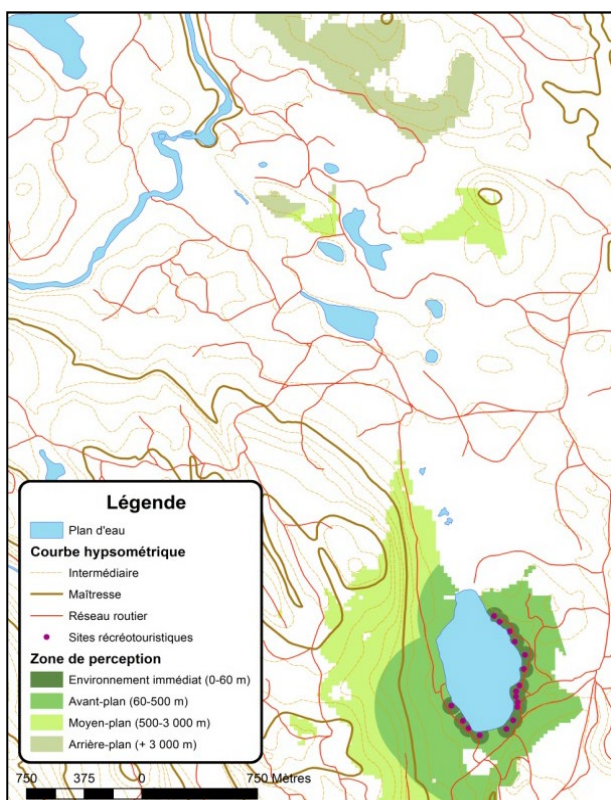 Légende
Plan d'eau
Courbe hypsométrique
Intermédiaire
Maîtresse
Réseau routier
Sites récréotouristiques
Zone de perception
Environnement immédiat (0-60 m)
Avant-plan (60-500 m)
Moyen-plan (500-3 000 m)
Arrière-plan (+ 3 000 m)
750 375 0 750 Mètres